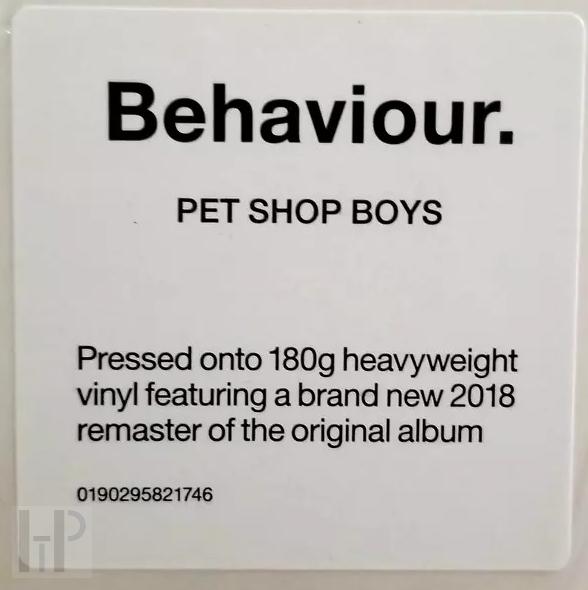 Behaviour.
PET SHOP BOYS
Pressed onto 180g heavyweight
vinyl featuring a brand new 2018
remaster of the original album
0190295821746
HTP